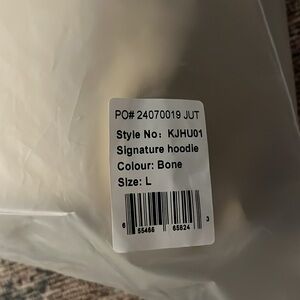 PO# 24070019 JUT
Style No: KJHU01
Signature hoodie
Colour: Bone
Size: L
6 55466 65824 3